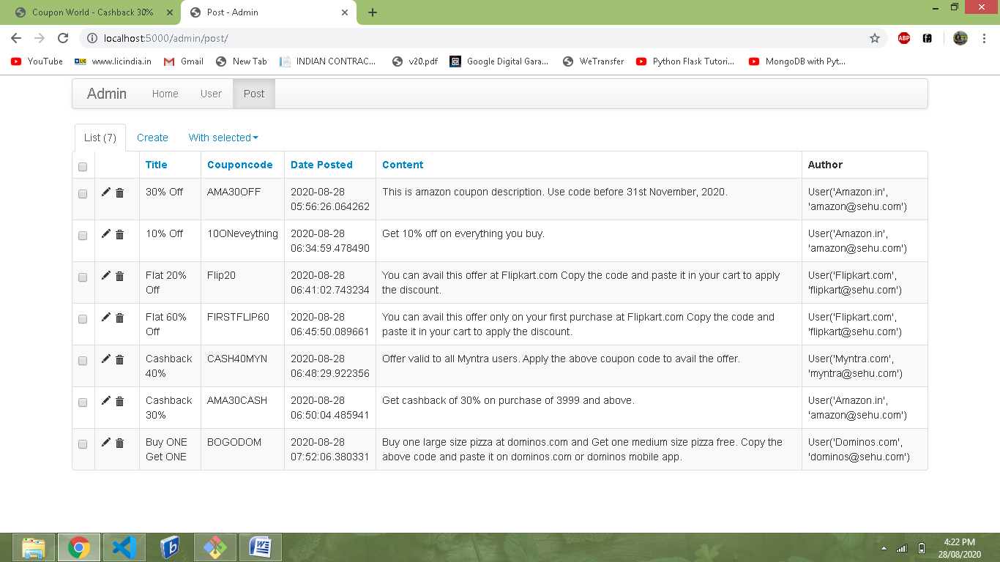 Coupon World - Cashback 30%
Post - Admin
localhost:5000/admin/post/
ABP
YouTube
LIC
www.licindia.in
Gmail
New Tab
INDIAN CONTRAC...
v20.pdf
Google Digital Gara...
WeTransfer
Python Flask Tutori...
MongoDB with Pyt...
Admin
Home
User
Post
List (7)
Create
With selected
Title
Couponcode
Date Posted
Content
Author
30% Off
AMA30OFF
2020-08-28
05:56:26.064262
This is amazon coupon description. Use code before 31st November, 2020.
User('Amazon.in',
'amazon@sehu.com')
10% Off
10ONeveything
2020-08-28
06:34:59.478490
Get 10% off on everything you buy.
User('Amazon.in',
'amazon@sehu.com')
Flat 20%
Off
Flip20
2020-08-28
06:41:02.743234
You can avail this offer at Flipkart.com Copy the code and paste it in your cart to apply
the discount.
User('Flipkart.com',
'flipkart@sehu.com')
Flat 60%
Off
FIRSTFLIP60
2020-08-28
06:45:50.089661
You can avail this offer only on your first purchase at Flipkart.com Copy the code and
paste it in your cart to apply the discount.
User('Flipkart.com',
'flipkart@sehu.com')
Cashback
40%
CASH40MYN
2020-08-28
06:48:29.922356
Offer valid to all Myntra users. Apply the above coupon code to avail the offer.
User('Myntra.com',
'myntra@sehu.com')
Cashback
30%
AMA30CASH
2020-08-28
06:50:04.485941
Get cashback of 30% on purchase of 3999 and above.
User('Amazon.in',
'amazon@sehu.com')
Buy ONE
Get ONE
BOGODOM
2020-08-28
07:52:06.380331
Buy one large size pizza at dominos.com and Get one medium size pizza free. Copy the
above code and paste it on dominos.com or dominos mobile app.
User('Dominos.com',
'dominos@sehu.com')
4:22 PM
28/08/2020